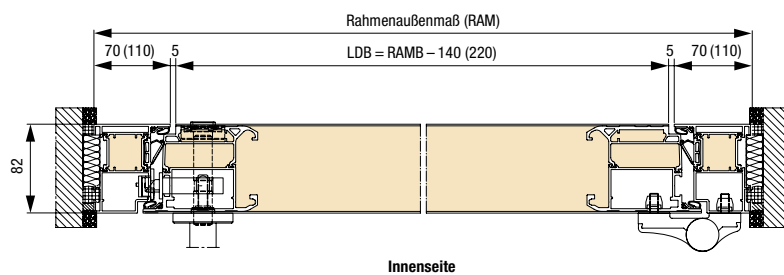 Rahmenaußenmaß (RAM)
70 (110) 5 LDB = RAMB – 140 (220) 5 70 (110)
82
Innenseite